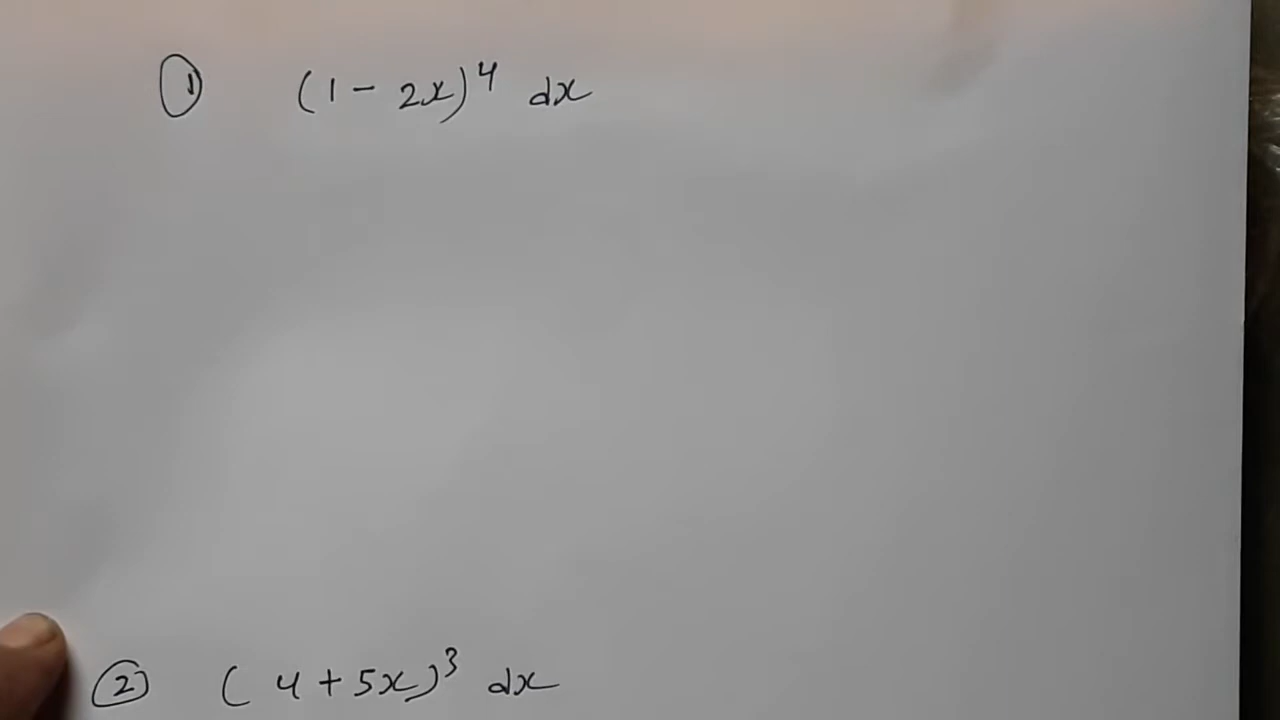 ① (1 - 2x)⁴ dx
② (4 + 5x)³ dx